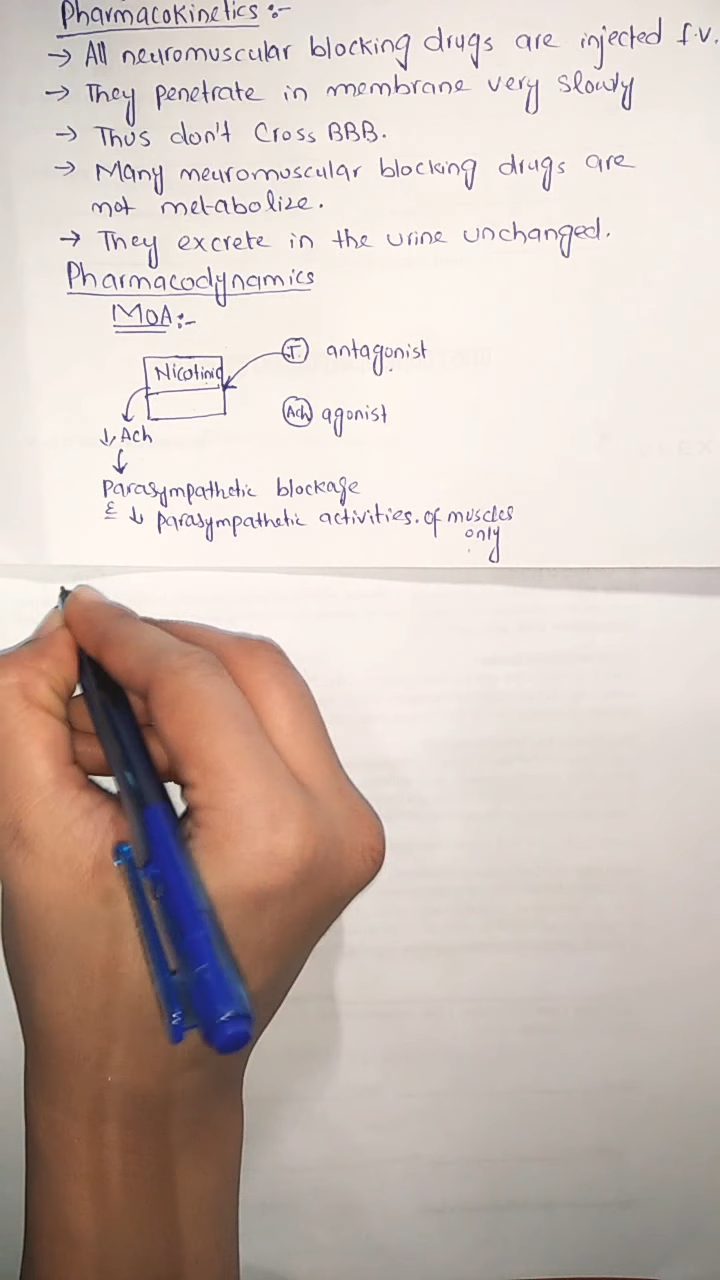 Pharmacokinetics :-
→ All neuromuscular blocking drugs are injected I.V.
→ They penetrate in membrane very slowly
→ Thus don't Cross BBB.
→ Many neuromuscular blocking drugs are
not metabolize.
→ They excrete in the urine unchanged.
Pharmacodynamics
MOA:-
Nicotinic
T antagonist
Ach agonist
↓ Ach
↓
Parasympathetic blockage
& ↓ parasympathetic activities. of muscles
only